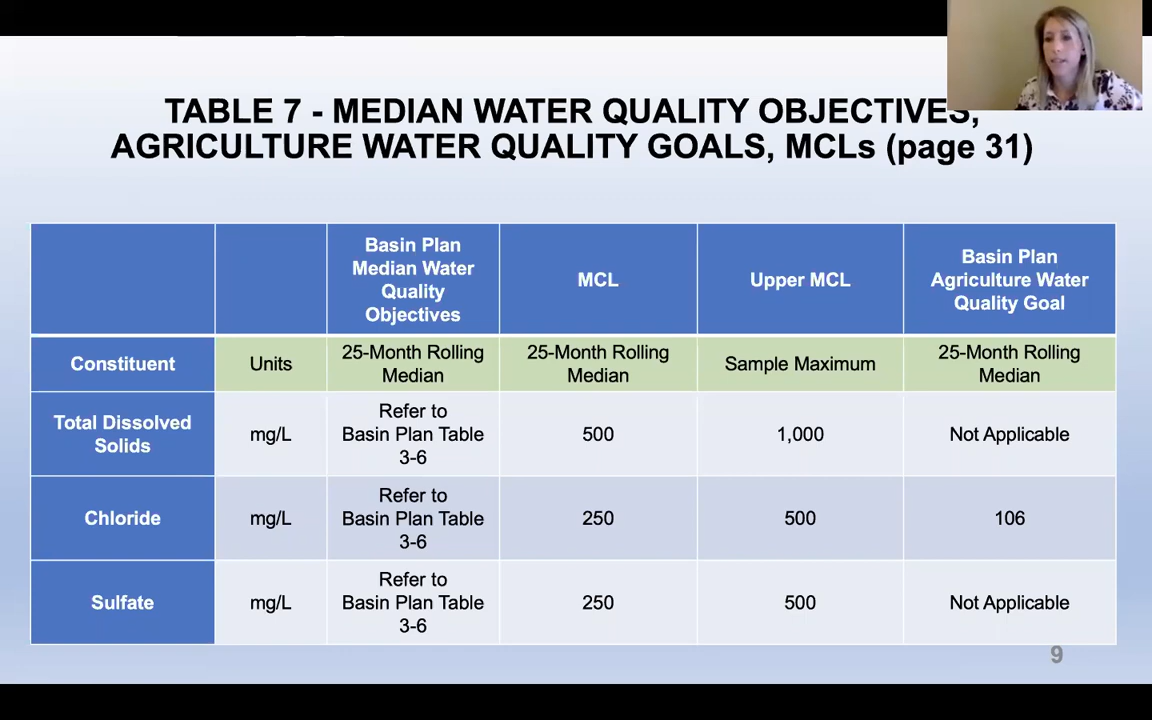 TABLE 7 - MEDIAN WATER QUALITY OBJECTIVES,
AGRICULTURE WATER QUALITY GOALS, MCLs (page 31)
Basin Plan
Median Water
Quality
Objectives
MCL
Upper MCL
Basin Plan
Agriculture Water
Quality Goal
Constituent
Units
25-Month Rolling
Median
25-Month Rolling
Median
Sample Maximum
25-Month Rolling
Median
Total Dissolved
Solids
mg/L
Refer to
Basin Plan Table
3-6
500
1,000
Not Applicable
Chloride
mg/L
Refer to
Basin Plan Table
3-6
250
500
106
Sulfate
mg/L
Refer to
Basin Plan Table
3-6
250
500
Not Applicable
9